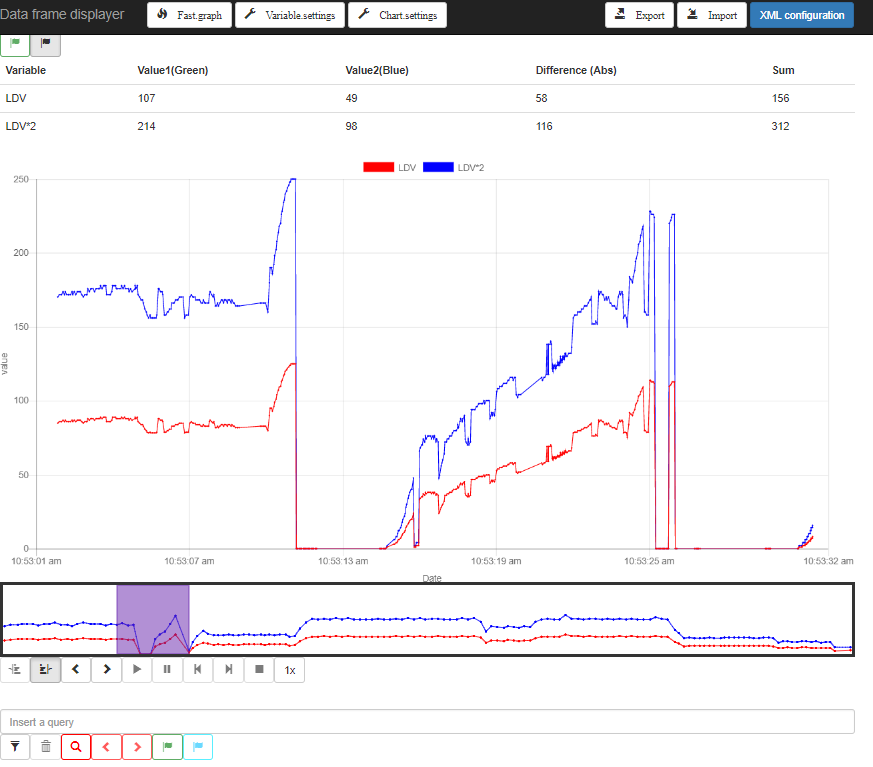 Data frame displayer Fast.graph Variable.settings Chart.settings Export Import XML configuration
Variable Value1(Green) Value2(Blue) Difference (Abs) Sum
LDV 107 49 58 156
LDV*2 214 98 116 312
LDV LDV*2
250
200
150
100
50
0
value
10:53:01 am 10:53:07 am 10:53:13 am 10:53:19 am 10:53:25 am 10:53:32 am
Date
1x
Insert a query